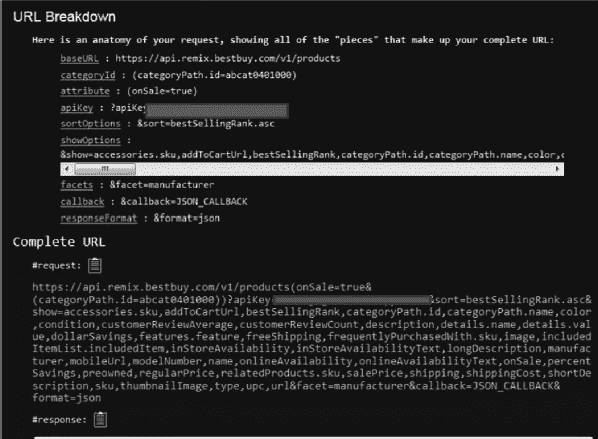 URL Breakdown
Here is an anatomy of your request, showing all of the "pieces" that make up your complete URL:
baseURL : https://api.remix.bestbuy.com/v1/products
categoryId : (categoryPath.id=abcat0401000)
attribute : (onSale=true)
apiKey : ?apiKey
sortOptions : &sort=bestSellingRank.asc
showOptions :
&show=accessories.sku,addToCartUrl,bestSellingRank,categoryPath.id,categoryPath.name,color,c
facets : &facet=manufacturer
callback : &callback=JSON_CALLBACK
responseFormat : &format=json
Complete URL
#request:
https://api.remix.bestbuy.com/v1/products(onSale=true&
(categoryPath.id=abcat0401000))?apiKey sort=bestSellingRank.asc&
show=accessories.sku,addToCartUrl,bestSellingRank,categoryPath.id,categoryPath.name,color
,condition,customerReviewAverage,customerReviewCount,description,details.name,details.val
ue,dollarSavings,features.feature,freeShipping,frequentlyPurchasedWith.sku,image,included
ItemList.includedItem,inStoreAvailability,inStoreAvailabilityText,longDescription,manufac
turer,mobileUrl,modelNumber,name,onlineAvailability,onlineAvailabilityText,onSale,percent
Savings,preowned,regularPrice,relatedProducts.sku,salePrice,shipping,shippingCost,shortDe
scription,sku,thumbnailImage,type,upc,url&facet=manufacturer&callback=JSON_CALLBACK&
format=json
#response: